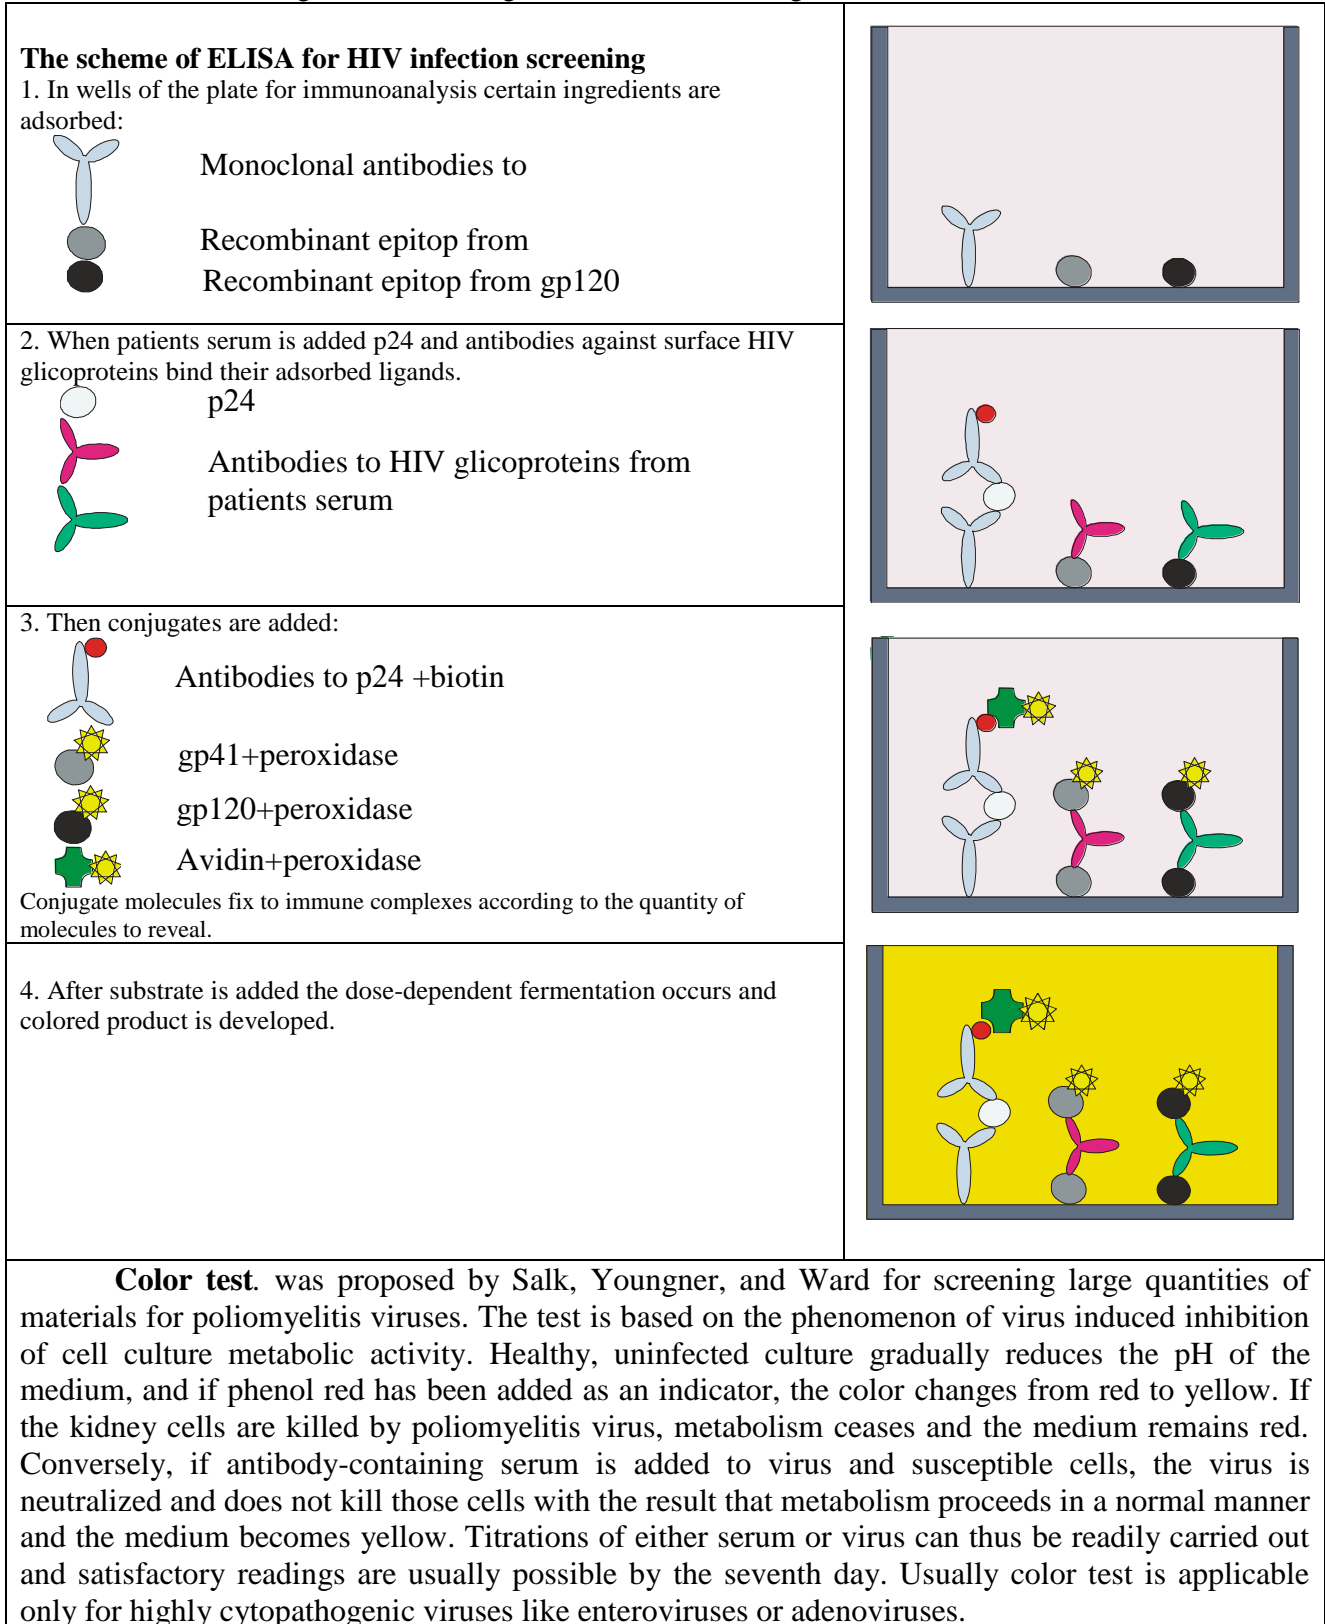 The scheme of ELISA for HIV infection screening
1. In wells of the plate for immunoanalysis certain ingredients are
adsorbed:
Monoclonal antibodies to
Recombinant epitop from
Recombinant epitop from gp120
2. When patients serum is added p24 and antibodies against surface HIV
glicoproteins bind their adsorbed ligands.
p24
Antibodies to HIV glicoproteins from
patients serum
3. Then conjugates are added:
Antibodies to p24 +biotin
gp41+peroxidase
gp120+peroxidase
Avidin+peroxidase
Conjugate molecules fix to immune complexes according to the quantity of
molecules to reveal.
4. After substrate is added the dose-dependent fermentation occurs and
colored product is developed.
Color test. was proposed by Salk, Youngner, and Ward for screening large quantities of
materials for poliomyelitis viruses. The test is based on the phenomenon of virus induced inhibition
of cell culture metabolic activity. Healthy, uninfected culture gradually reduces the pH of the
medium, and if phenol red has been added as an indicator, the color changes from red to yellow. If
the kidney cells are killed by poliomyelitis virus, metabolism ceases and the medium remains red.
Conversely, if antibody-containing serum is added to virus and susceptible cells, the virus is
neutralized and does not kill those cells with the result that metabolism proceeds in a normal manner
and the medium becomes yellow. Titrations of either serum or virus can thus be readily carried out
and satisfactory readings are usually possible by the seventh day. Usually color test is applicable
only for highly cytopathogenic viruses like enteroviruses or adenoviruses.